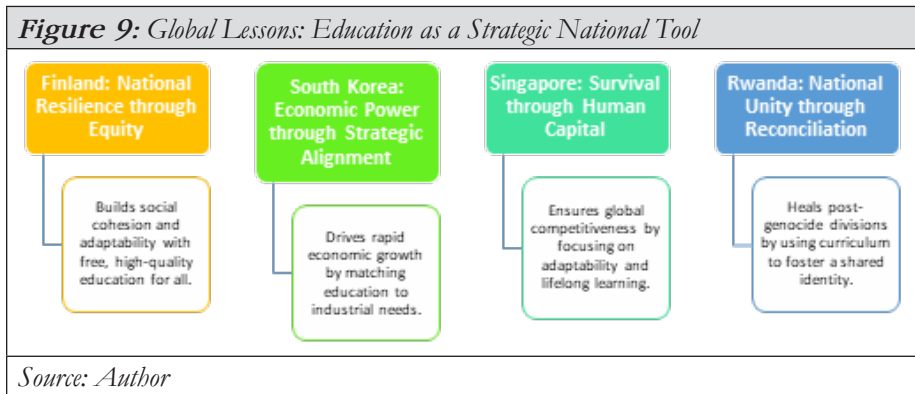 Figure 9: Global Lessons: Education as a Strategic National Tool
Finland: National
Resilience through
Equity
Builds social
cohesion and
adaptability with
free, high-quality
education for all.
South Korea:
Economic Power
through Strategic
Alignment
Drives rapid
economic growth
by matching
education to
industrial needs.
Singapore: Survival
through Human
Capital
Ensures global
competitiveness by
focusing on
adaptability and
lifelong learning.
Rwanda: National
Unity through
Reconciliation
Heals post-
genocide divisions
by using curriculum
to foster a shared
identity.
Source: Author